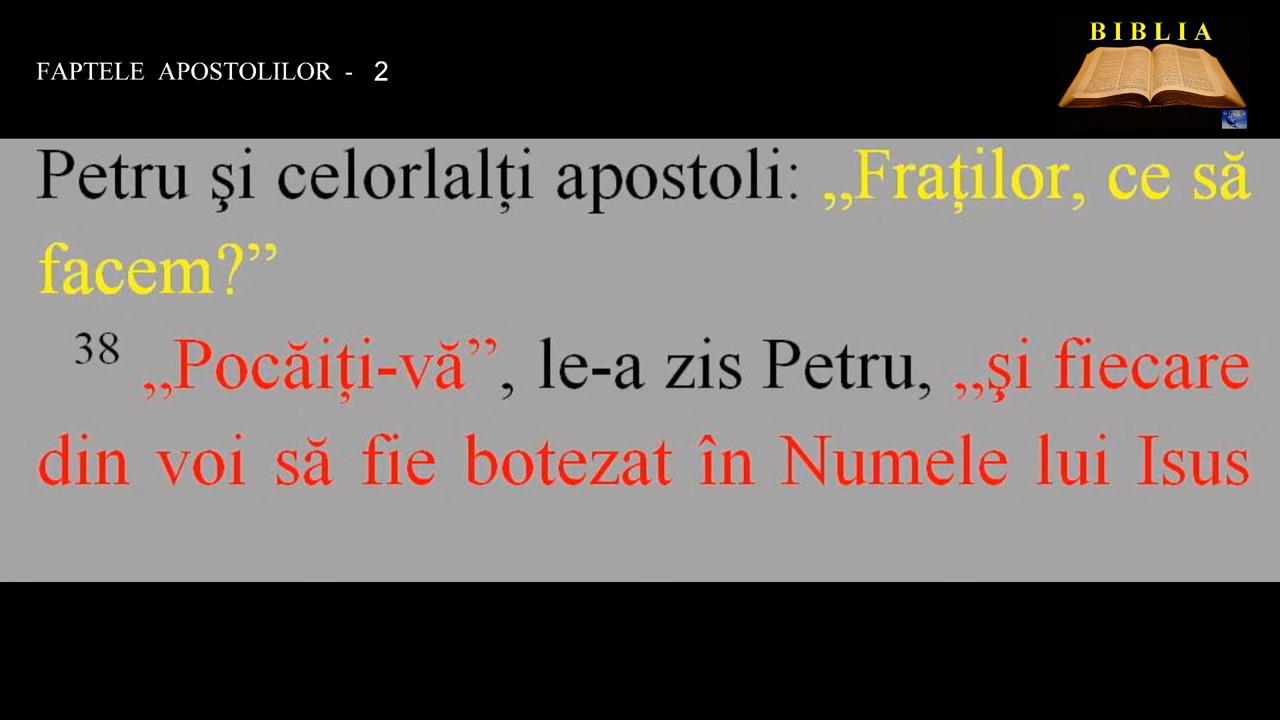 BIBLIA
FAPTELE APOSTOLILOR - 2
Petru şi celorlalţi apostoli: „Fraţilor, ce să
facem?”
38 „Pocăiţi-vă”, le-a zis Petru, „şi fiecare
din voi să fie botezat în Numele lui Isus